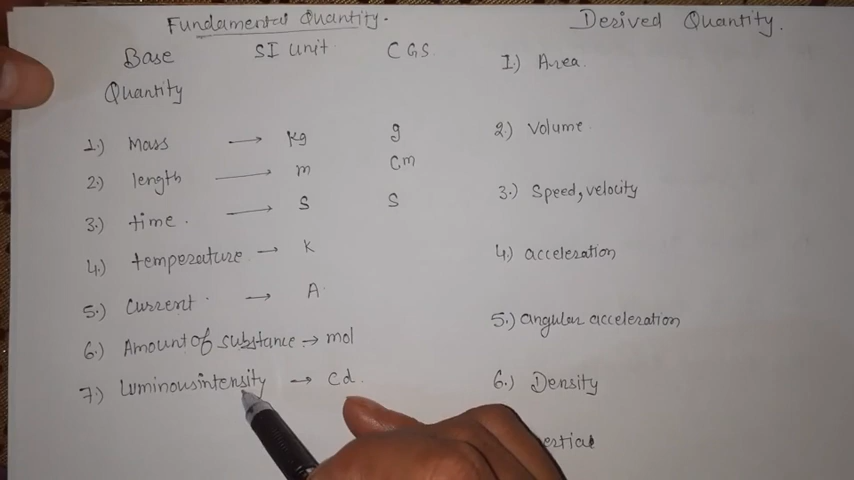 Fundamental Quantity.
Base
Quantity
SI Unit
CGS
1.) Mass → kg g
2.) length → m cm
3.) time. → s s
4.) temperature → k
5.) Current. → A.
6.) Amount of substance → mol
7.) Luminous intensity → cd.
Derived Quantity.
1.) Area.
2.) Volume
3.) Speed, velocity
4.) acceleration
5.) angular acceleration
6.) Density